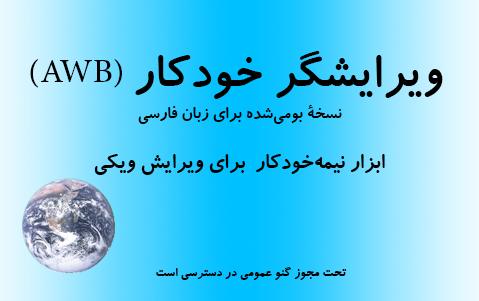 ویرایشگر خودکار (AWB)
نسخهٔ بومی‌شده برای زبان فارسی
ابزار نیمه‌خودکار برای ویرایش ویکی
تحت مجوز گنو عمومی در دسترسی است